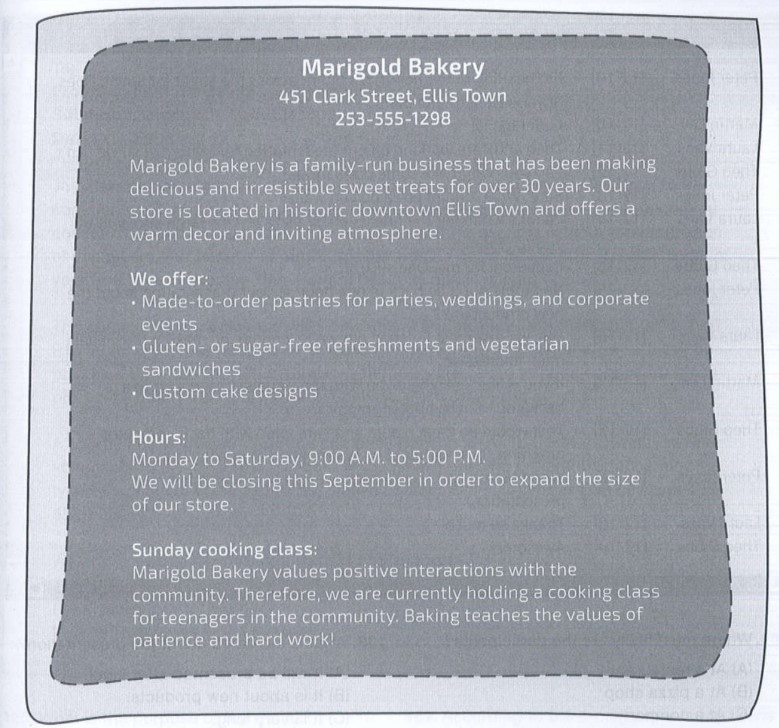 Marigold Bakery
451 Clark Street, Ellis Town
253-555-1298
Marigold Bakery is a family-run business that has been making
delicious and irresistible sweet treats for over 30 years. Our
store is located in historic downtown Ellis Town and offers a
warm decor and inviting atmosphere.
We offer:
• Made-to-order pastries for parties, weddings, and corporate
events
• Gluten- or sugar-free refreshments and vegetarian
sandwiches
• Custom cake designs
Hours:
Monday to Saturday, 9:00 A.M. to 5:00 P.M.
We will be closing this September in order to expand the size
of our store.
Sunday cooking class:
Marigold Bakery values positive interactions with the
community. Therefore, we are currently holding a cooking class
for teenagers in the community. Baking teaches the values of
patience and hard work!